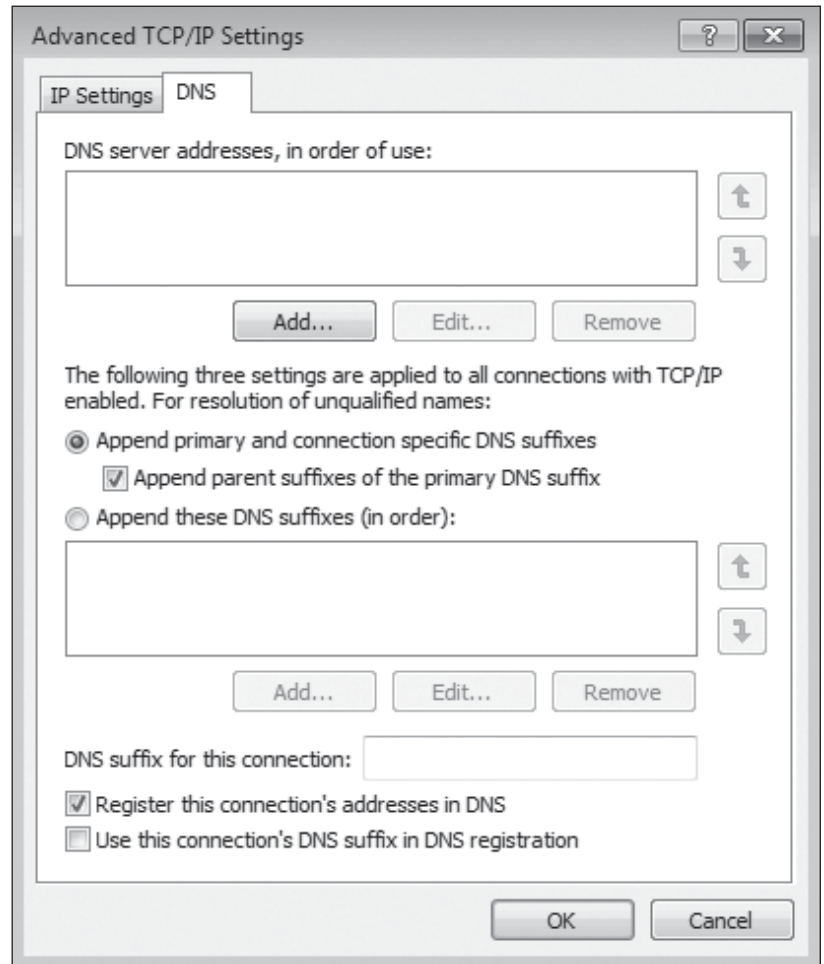 Advanced TCP/IP Settings
?
IP Settings
DNS
DNS server addresses, in order of use:
Add...
Edit...
Remove
The following three settings are applied to all connections with TCP/IP
enabled. For resolution of unqualified names:
Append primary and connection specific DNS suffixes
Append parent suffixes of the primary DNS suffix
Append these DNS suffixes (in order):
Add...
Edit...
Remove
DNS suffix for this connection:
Register this connection's addresses in DNS
Use this connection's DNS suffix in DNS registration
OK
Cancel